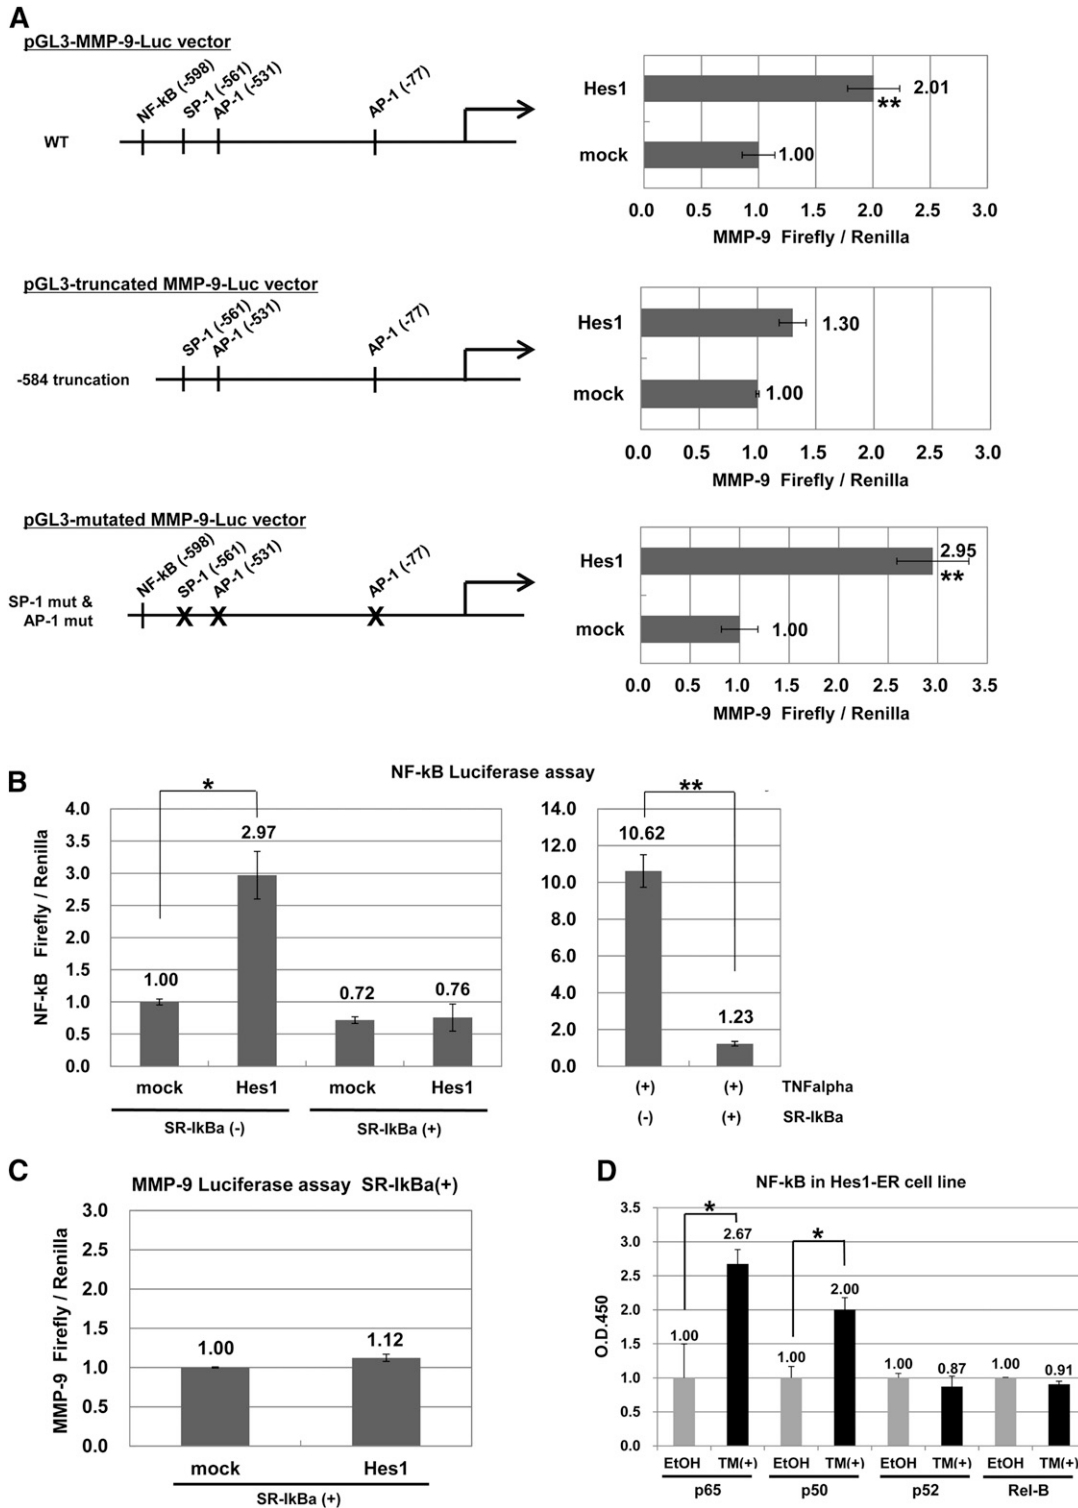 A
pGL3-MMP-9-Luc vector
NF-kB (-598)
SP-1 (-561)
AP-1 (-531)
AP-1 (-77)
WT
Hes1
2.01
**
mock
1.00
0.0 0.5 1.0 1.5 2.0 2.5 3.0
MMP-9 Firefly / Renilla
pGL3-truncated MMP-9-Luc vector
SP-1 (-561)
AP-1 (-531)
AP-1 (-77)
-584 truncation
Hes1
1.30
mock
1.00
0.0 0.5 1.0 1.5 2.0 2.5 3.0
MMP-9 Firefly / Renilla
pGL3-mutated MMP-9-Luc vector
NF-kB (-598)
SP-1 (-561)
AP-1 (-531)
AP-1 (-77)
SP-1 mut &
AP-1 mut
X X X
Hes1
2.95
**
mock
1.00
0.0 0.5 1.0 1.5 2.0 2.5 3.0 3.5
MMP-9 Firefly / Renilla
B
NF-kB Luciferase assay
NF-kB Firefly / Renilla
4.0
3.5
3.0
2.5
2.0
1.5
1.0
0.5
0.0
*
1.00
2.97
0.72
0.76
mock Hes1 mock Hes1
SR-IkBa (-) SR-IkBa (+)
14.0
12.0
10.0
8.0
6.0
4.0
2.0
0.0
**
10.62
1.23
(+) (+) TNFalpha
(-) (+) SR-IkBa
C
MMP-9 Luciferase assay SR-IkBa(+)
MMP-9 Firefly / Renilla
3.0
2.5
2.0
1.5
1.0
0.5
0.0
1.00
1.12
mock Hes1
SR-IkBa (+)
D
NF-kB in Hes1-ER cell line
O.D.450
3.5
3.0
2.5
2.0
1.5
1.0
0.5
0.0
*
*
1.00
2.67
1.00
2.00
1.00
0.87
1.00
0.91
EtOH TM(+) EtOH TM(+) EtOH TM(+) EtOH TM(+)
p65 p50 p52 Rel-B